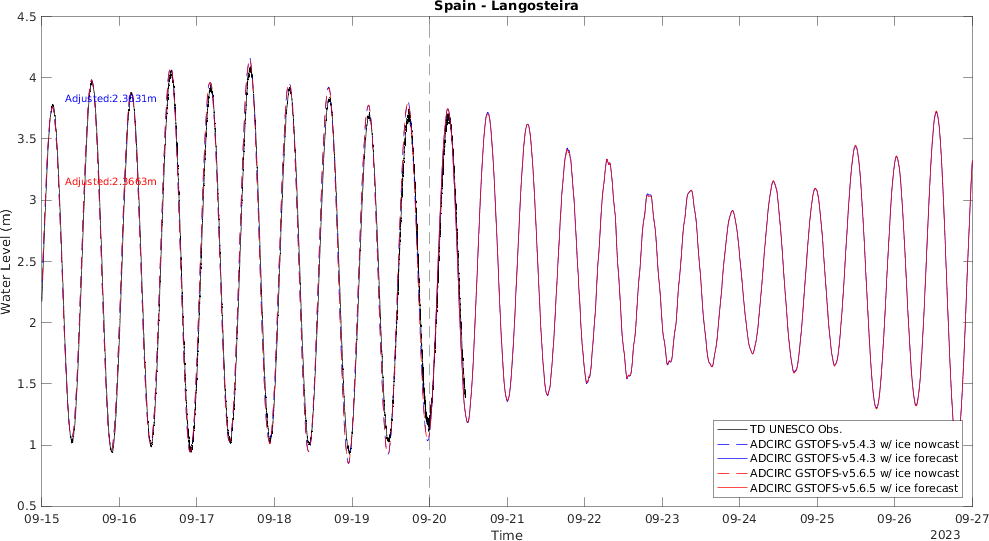 Spain - Langosteira
4.5
4
3.5
3
2.5
2
1.5
1
0.5
Water Level (m)
Adjusted:2.3931m
Adjusted:2.3663m
TD UNESCO Obs.
ADCIRC GSTOFS-v5.4.3 w/ ice nowcast
ADCIRC GSTOFS-v5.4.3 w/ ice forecast
ADCIRC GSTOFS-v5.6.5 w/ ice nowcast
ADCIRC GSTOFS-v5.6.5 w/ ice forecast
09-15 09-16 09-17 09-18 09-19 09-20 09-21 09-22 09-23 09-24 09-25 09-26 09-27
Time
2023